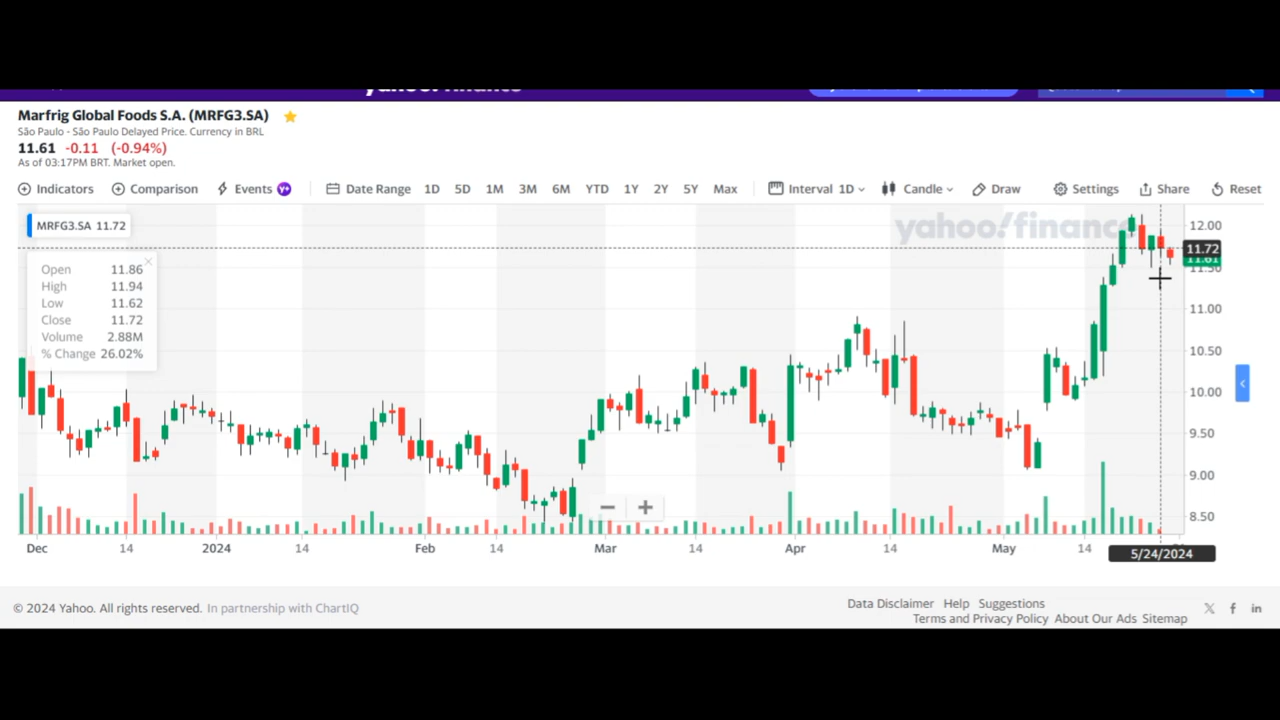 Marfrig Global Foods S.A. (MRFG3.SA)
São Paulo - São Paulo Delayed Price. Currency in BRL
11.61 -0.11 (-0.94%)
As of 03:17PM BRT. Market open.
Indicators Comparison Events Y+ Date Range 1D 5D 1M 3M 6M YTD 1Y 2Y 5Y Max Interval 1D Candle Draw Settings Share Reset
MRFG3.SA 11.72
yahoo!finance
Open 11.86
High 11.94
Low 11.62
Close 11.72
Volume 2.88M
% Change 26.02%
12.00
11.72
11.61
11.50
11.00
10.50
10.00
9.50
9.00
8.50
Dec 14 2024 14 Feb 14 Mar 14 Apr 14 May 14
5/24/2024
© 2024 Yahoo. All rights reserved. In partnership with ChartIQ
Data Disclaimer Help Suggestions
Terms and Privacy Policy About Our Ads Sitemap